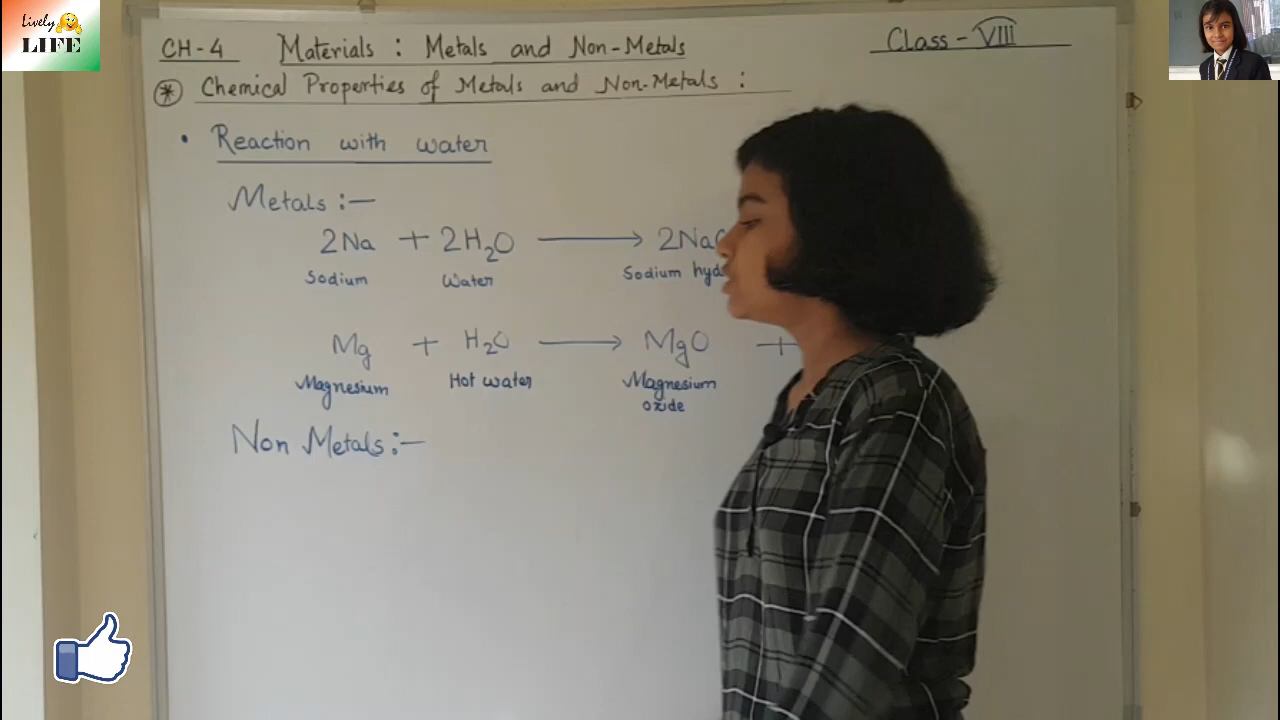 Lively
LIFE
CH-4 Materials : Metals and Non-Metals Class - VIII
* Chemical Properties of Metals and Non-Metals :
• Reaction with water
Metals :—
2Na + 2H₂O ⟶ 2Na
Sodium Water Sodium hyd
Mg + H₂O ⟶ MgO +
Magnesium Hot water Magnesium
oxide
Non Metals :—